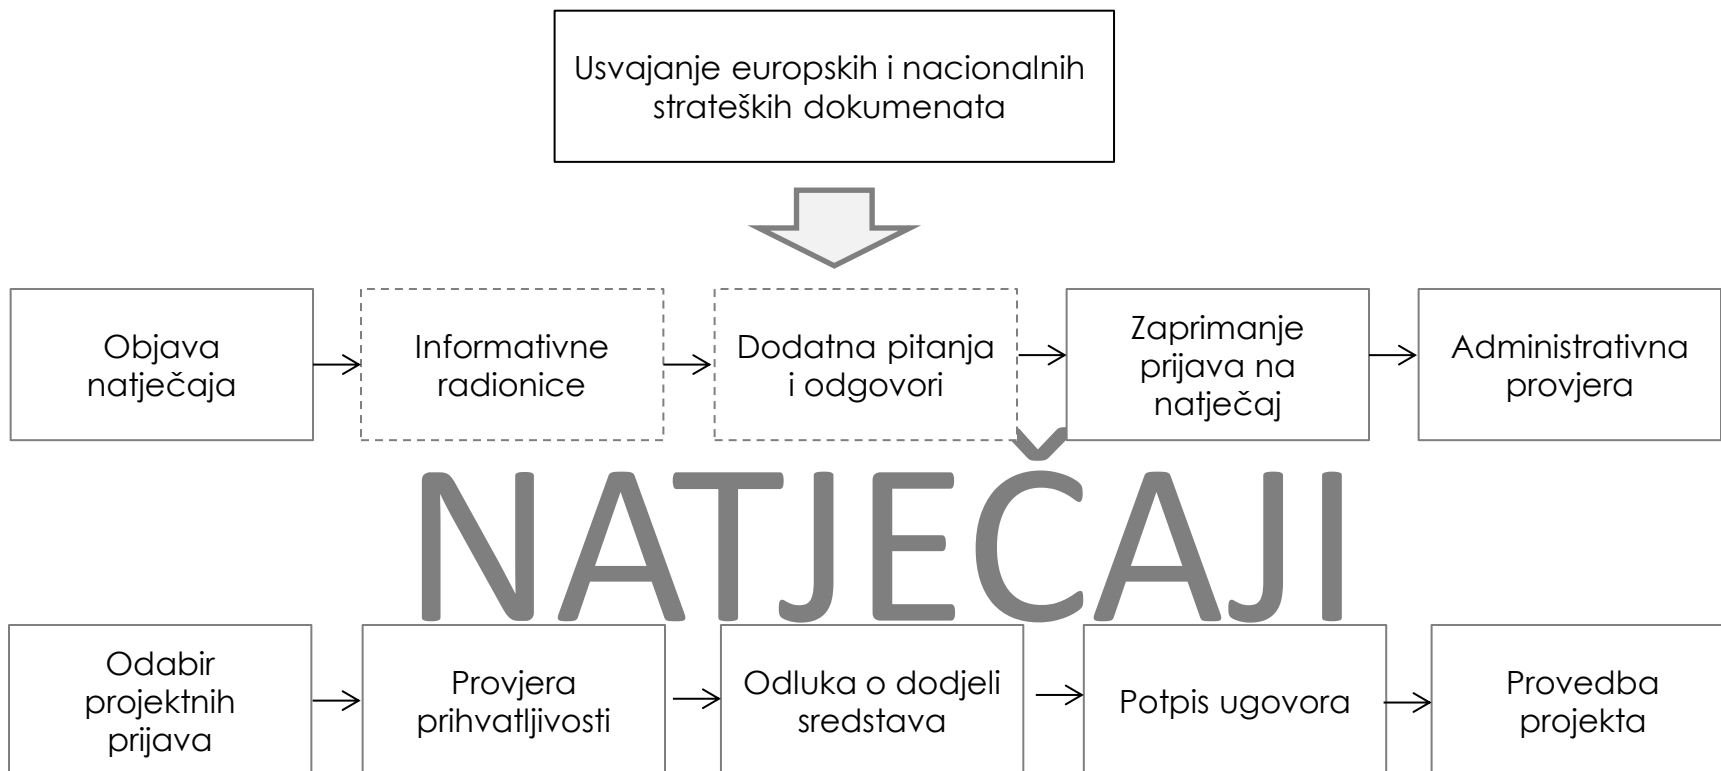 Usvajanje europskih i nacionalnih
strateških dokumenata
Objava
natječaja
Informativne
radionice
Dodatna pitanja
i odgovori
Zaprimanje
prijava na
natječaj
Administrativna
provjera
NATJEČAJI
Odabir
projektnih
prijava
Provjera
prihvatljivosti
Odluka o dodjeli
sredstava
Potpis ugovora
Provedba
projekta